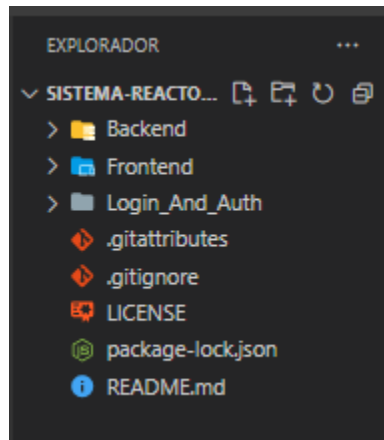 EXPLORADOR
SISTEMA-REACTO...
Backend
Frontend
Login_And_Auth
.gitattributes
.gitignore
LICENSE
package-lock.json
README.md